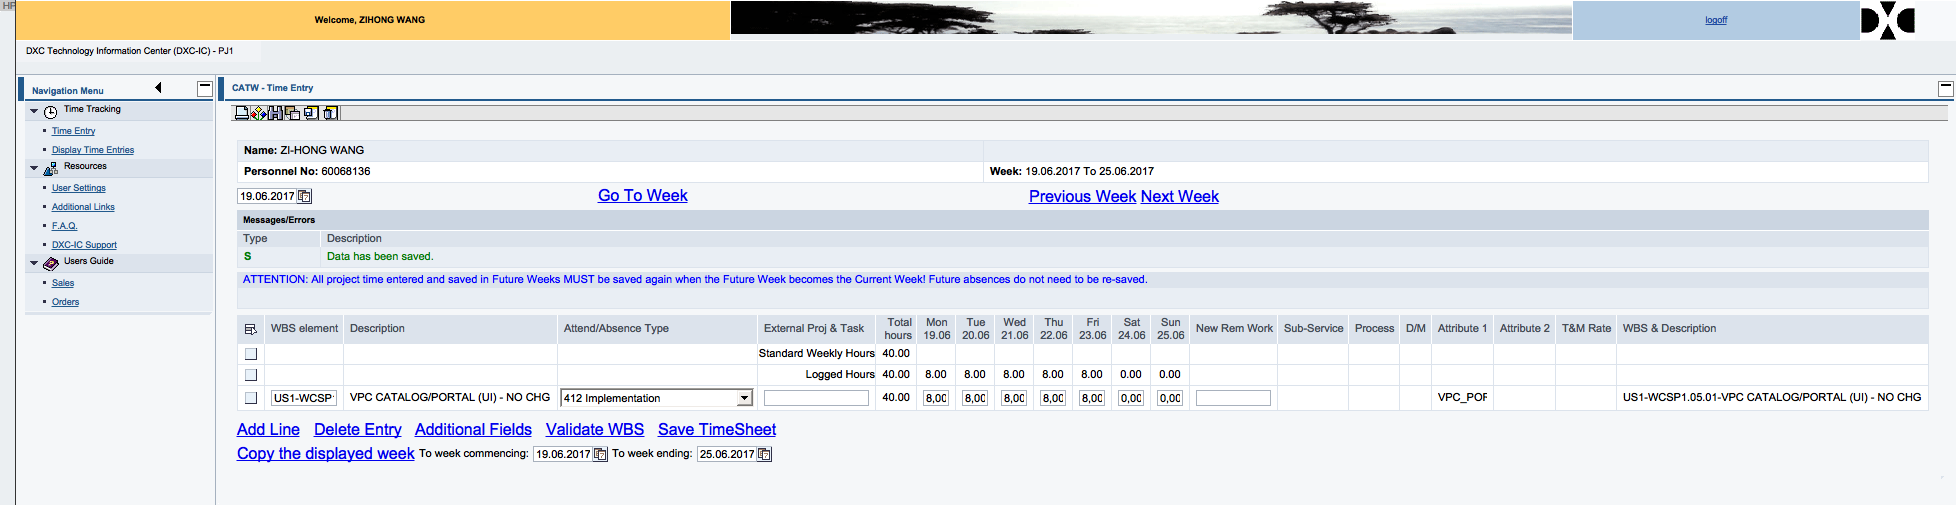 HP
Welcome, ZIHONG WANG
logoff
DXC
DXC Technology Information Center (DXC-IC) - PJ1
Navigation Menu
Time Tracking
Time Entry
Display Time Entries
Resources
User Settings
Additional Links
F.A.Q.
DXC-IC Support
Users Guide
Sales
Orders
CATW - Time Entry
Name: ZI-HONG WANG
Personnel No: 60068136 Week: 19.06.2017 To 25.06.2017
19.06.2017 Go To Week Previous Week Next Week
Messages/Errors
Type Description
S Data has been saved.
ATTENTION: All project time entered and saved in Future Weeks MUST be saved again when the Future Week becomes the Current Week! Future absences do not need to be re-saved.
WBS element Description Attend/Absence Type External Proj & Task Total hours Mon 19.06 Tue 20.06 Wed 21.06 Thu 22.06 Fri 23.06 Sat 24.06 Sun 25.06 New Rem Work Sub-Service Process D/M Attribute 1 Attribute 2 T&M Rate WBS & Description
Standard Weekly Hours 40.00
Logged Hours 40.00 8.00 8.00 8.00 8.00 8.00 0.00 0.00
US1-WCSP VPC CATALOG/PORTAL (UI) - NO CHG 412 Implementation 40.00 8,00 8,00 8,00 8,00 8,00 0,00 0,00 VPC_POF US1-WCSP1.05.01-VPC CATALOG/PORTAL (UI) - NO CHG
Add Line Delete Entry Additional Fields Validate WBS Save TimeSheet
Copy the displayed week To week commencing: 19.06.2017 To week ending: 25.06.2017